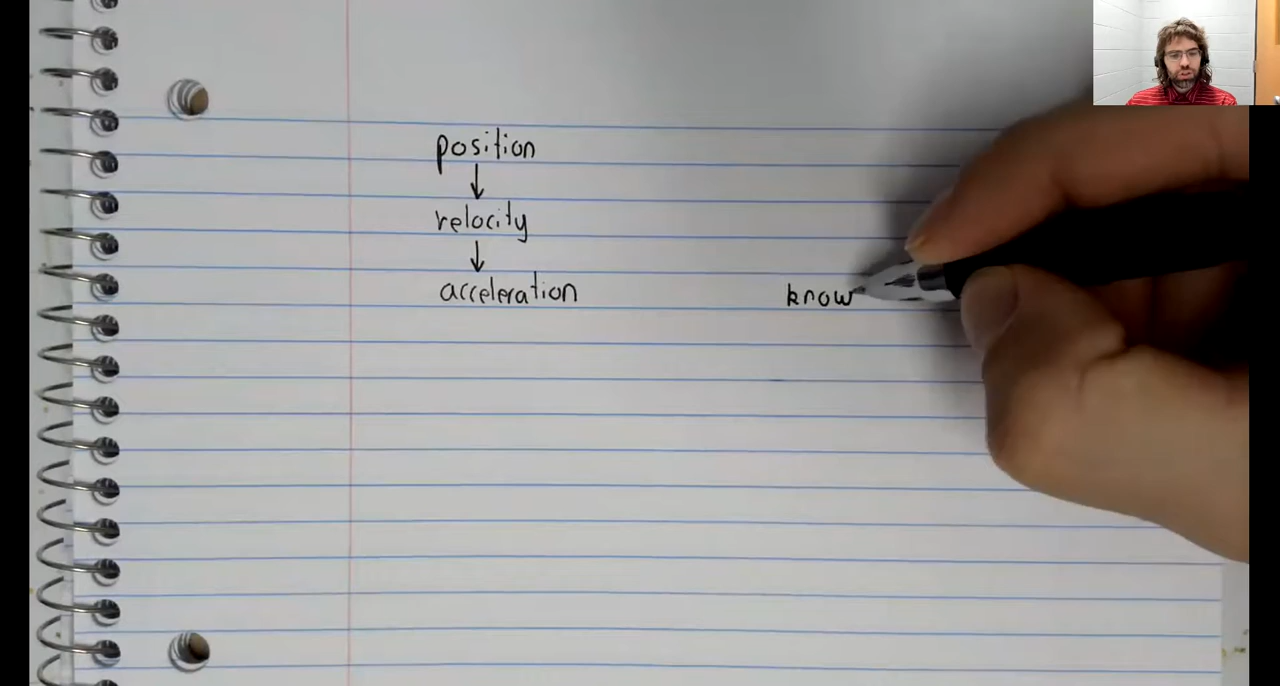 position
↓
velocity
↓
acceleration know